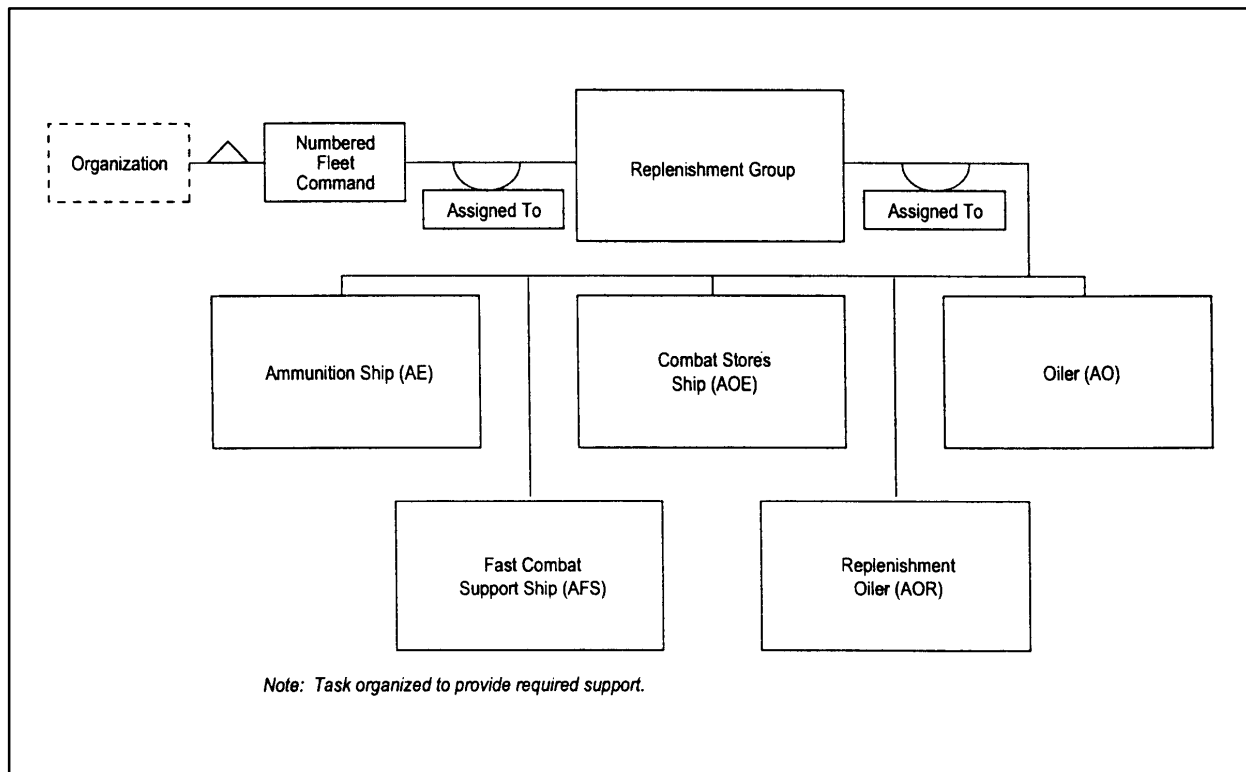 Organization
Numbered
Fleet
Command
Assigned To
Replenishment Group
Assigned To
Ammunition Ship (AE)
Combat Stores
Ship (AOE)
Oiler (AO)
Fast Combat
Support Ship (AFS)
Replenishment
Oiler (AOR)
Note: Task organized to provide required support.